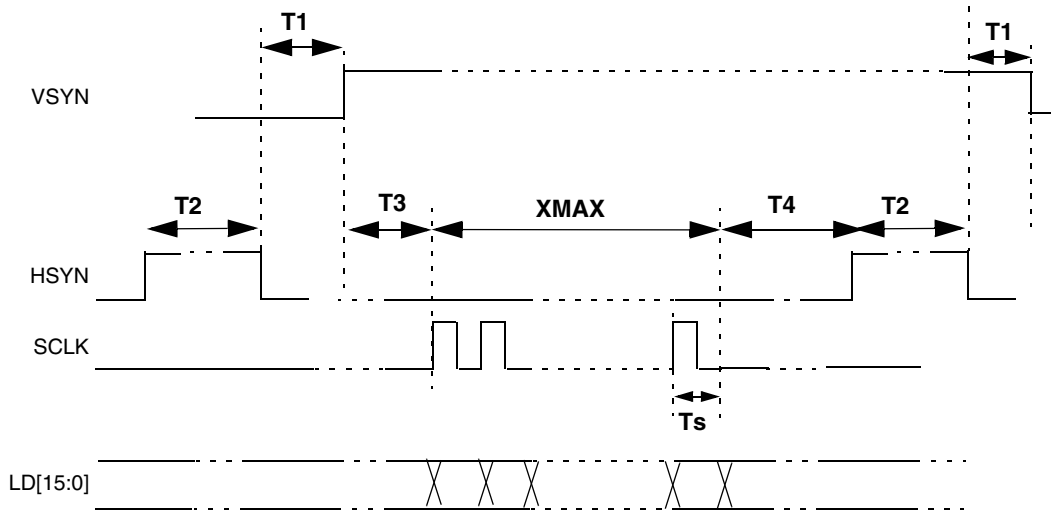 T1
T1
VSYN
T2
T3
XMAX
T4
T2
HSYN
SCLK
Ts
LD[15:0]